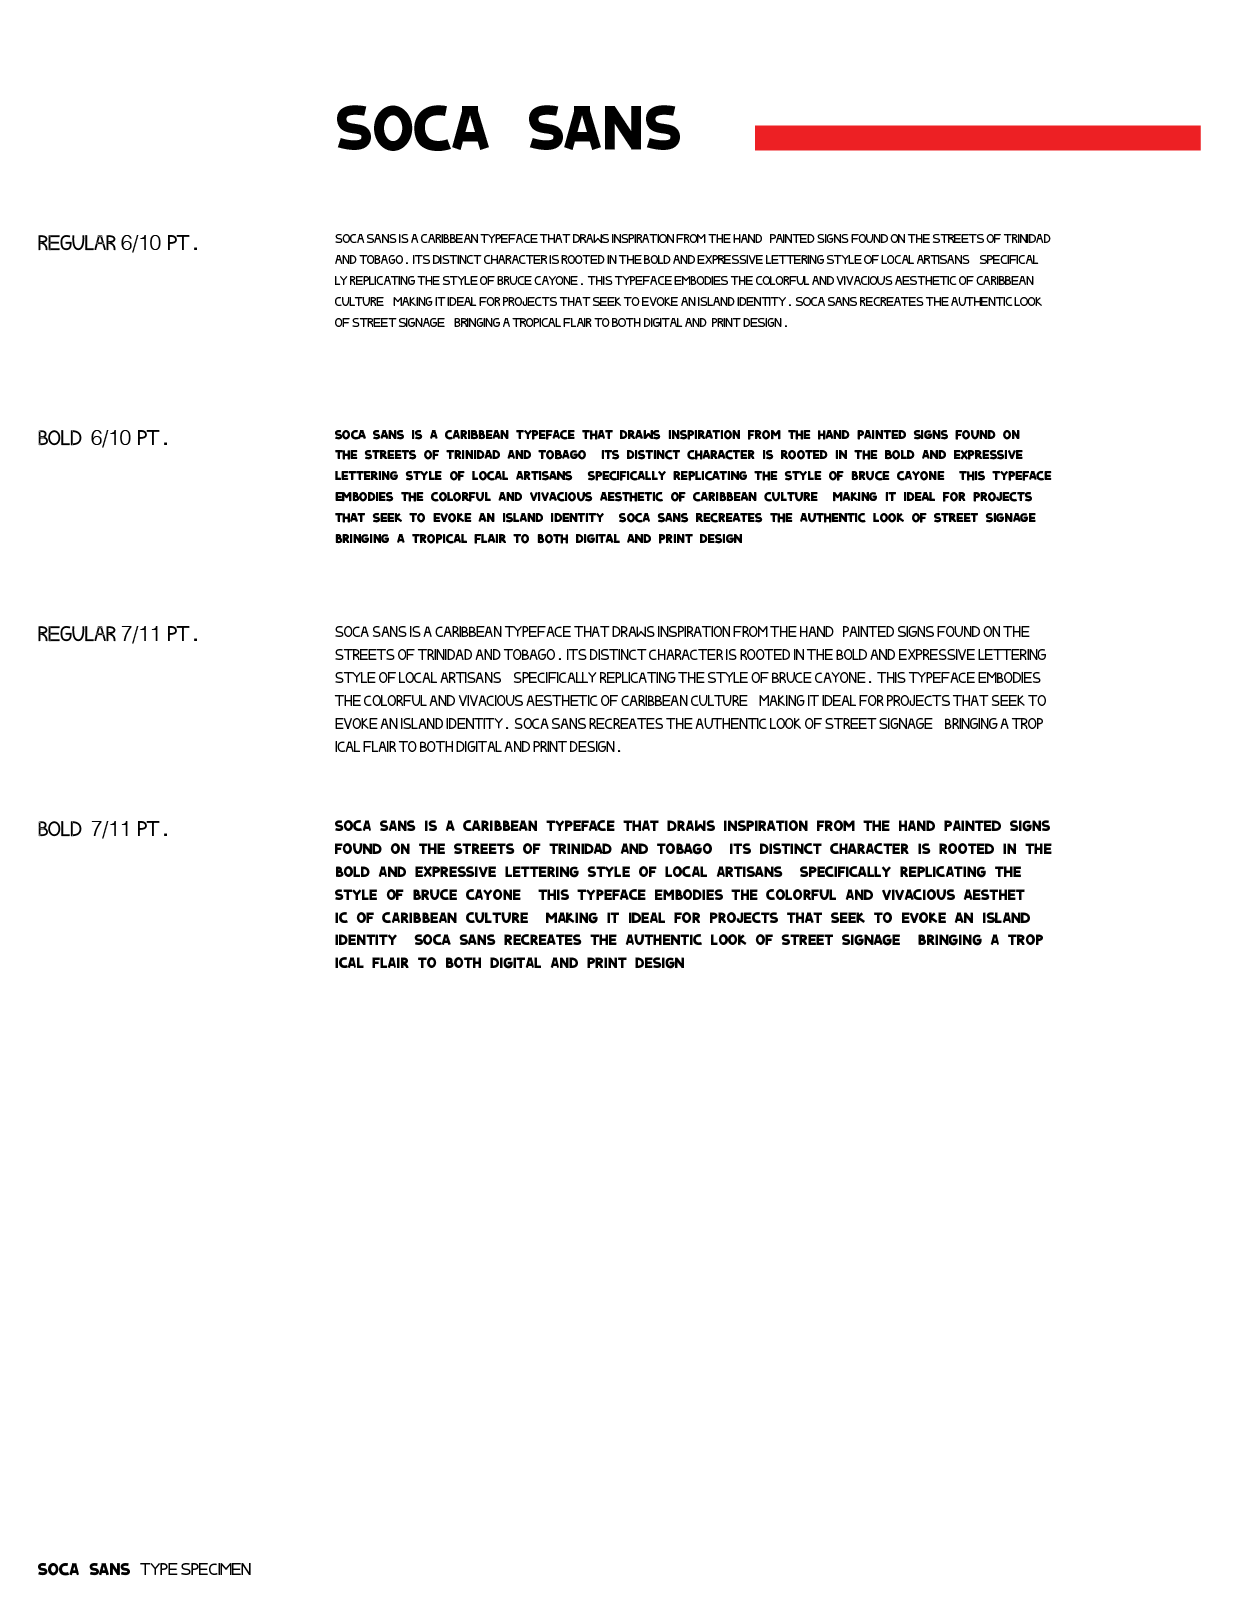 SOCA SANS
REGULAR 6/10 PT.
SOCA SANS IS A CARIBBEAN TYPEFACE THAT DRAWS INSPIRATION FROM THE HAND PAINTED SIGNS FOUND ON THE STREETS OF TRINIDAD
AND TOBAGO. ITS DISTINCT CHARACTER IS ROOTED IN THE BOLD AND EXPRESSIVE LETTERING STYLE OF LOCAL ARTISANS SPECIFICAL
LY REPLICATING THE STYLE OF BRUCE CAYONE. THIS TYPEFACE EMBODIES THE COLORFUL AND VIVACIOUS AESTHETIC OF CARIBBEAN
CULTURE MAKING IT IDEAL FOR PROJECTS THAT SEEK TO EVOKE AN ISLAND IDENTITY. SOCA SANS RECREATES THE AUTHENTIC LOOK
OF STREET SIGNAGE BRINGING A TROPICAL FLAIR TO BOTH DIGITAL AND PRINT DESIGN.
BOLD 6/10 PT.
SOCA SANS IS A CARIBBEAN TYPEFACE THAT DRAWS INSPIRATION FROM THE HAND PAINTED SIGNS FOUND ON
THE STREETS OF TRINIDAD AND TOBAGO ITS DISTINCT CHARACTER IS ROOTED IN THE BOLD AND EXPRESSIVE
LETTERING STYLE OF LOCAL ARTISANS SPECIFICALLY REPLICATING THE STYLE OF BRUCE CAYONE THIS TYPEFACE
EMBODIES THE COLORFUL AND VIVACIOUS AESTHETIC OF CARIBBEAN CULTURE MAKING IT IDEAL FOR PROJECTS
THAT SEEK TO EVOKE AN ISLAND IDENTITY SOCA SANS RECREATES THE AUTHENTIC LOOK OF STREET SIGNAGE
BRINGING A TROPICAL FLAIR TO BOTH DIGITAL AND PRINT DESIGN
REGULAR 7/11 PT.
SOCA SANS IS A CARIBBEAN TYPEFACE THAT DRAWS INSPIRATION FROM THE HAND PAINTED SIGNS FOUND ON THE
STREETS OF TRINIDAD AND TOBAGO. ITS DISTINCT CHARACTER IS ROOTED IN THE BOLD AND EXPRESSIVE LETTERING
STYLE OF LOCAL ARTISANS SPECIFICALLY REPLICATING THE STYLE OF BRUCE CAYONE. THIS TYPEFACE EMBODIES
THE COLORFUL AND VIVACIOUS AESTHETIC OF CARIBBEAN CULTURE MAKING IT IDEAL FOR PROJECTS THAT SEEK TO
EVOKE AN ISLAND IDENTITY. SOCA SANS RECREATES THE AUTHENTIC LOOK OF STREET SIGNAGE BRINGING A TROP
ICAL FLAIR TO BOTH DIGITAL AND PRINT DESIGN.
BOLD 7/11 PT.
SOCA SANS IS A CARIBBEAN TYPEFACE THAT DRAWS INSPIRATION FROM THE HAND PAINTED SIGNS
FOUND ON THE STREETS OF TRINIDAD AND TOBAGO ITS DISTINCT CHARACTER IS ROOTED IN THE
BOLD AND EXPRESSIVE LETTERING STYLE OF LOCAL ARTISANS SPECIFICALLY REPLICATING THE
STYLE OF BRUCE CAYONE THIS TYPEFACE EMBODIES THE COLORFUL AND VIVACIOUS AESTHET
IC OF CARIBBEAN CULTURE MAKING IT IDEAL FOR PROJECTS THAT SEEK TO EVOKE AN ISLAND
IDENTITY SOCA SANS RECREATES THE AUTHENTIC LOOK OF STREET SIGNAGE BRINGING A TROP
ICAL FLAIR TO BOTH DIGITAL AND PRINT DESIGN
SOCA SANS TYPE SPECIMEN